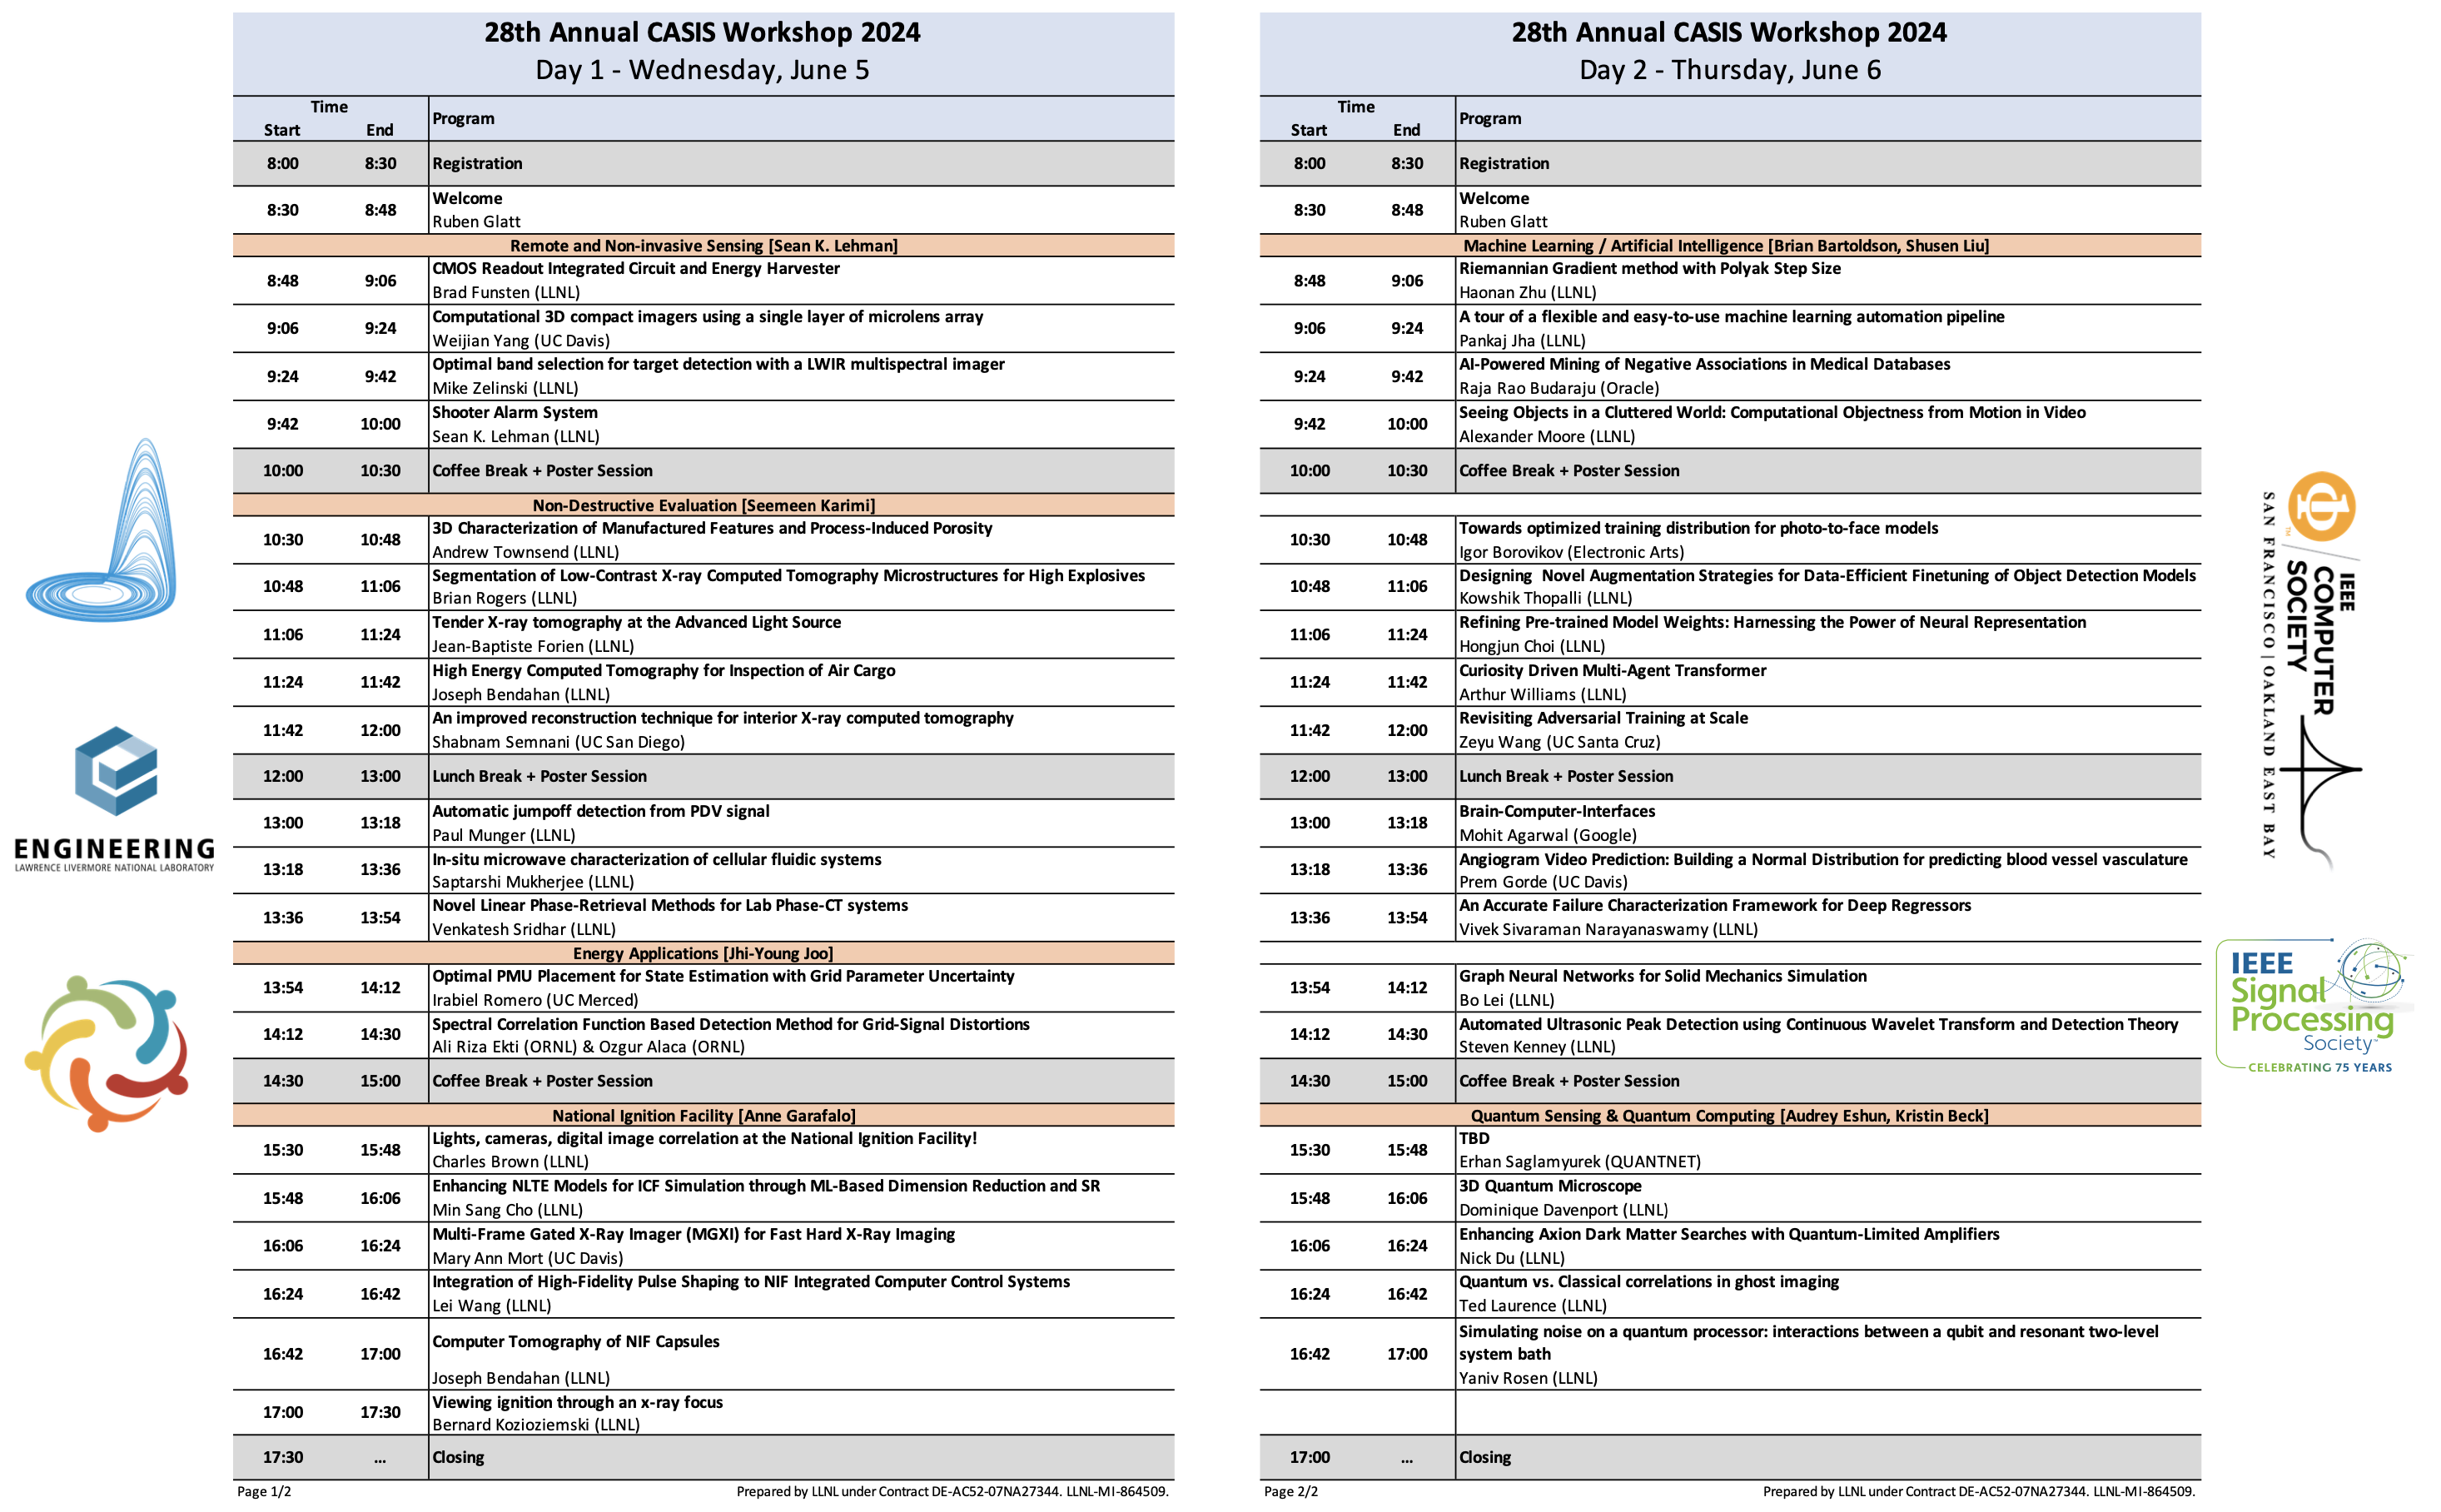 28th Annual CASIS Workshop 2024
Day 1 - Wednesday, June 5
Time
Start End Program
8:00 8:30 Registration
8:30 8:48 Welcome
Ruben Glatt
Remote and Non-invasive Sensing [Sean K. Lehman]
8:48 9:06 CMOS Readout Integrated Circuit and Energy Harvester
Brad Funsten (LLNL)
9:06 9:24 Computational 3D compact imagers using a single layer of microlens array
Weijian Yang (UC Davis)
9:24 9:42 Optimal band selection for target detection with a LWIR multispectral imager
Mike Zelinski (LLNL)
9:42 10:00 Shooter Alarm System
Sean K. Lehman (LLNL)
10:00 10:30 Coffee Break + Poster Session
Non-Destructive Evaluation [Seemeen Karimi]
10:30 10:48 3D Characterization of Manufactured Features and Process-Induced Porosity
Andrew Townsend (LLNL)
10:48 11:06 Segmentation of Low-Contrast X-ray Computed Tomography Microstructures for High Explosives
Brian Rogers (LLNL)
11:06 11:24 Tender X-ray tomography at the Advanced Light Source
Jean-Baptiste Forien (LLNL)
11:24 11:42 High Energy Computed Tomography for Inspection of Air Cargo
Joseph Bendahan (LLNL)
11:42 12:00 An improved reconstruction technique for interior X-ray computed tomography
Shabnam Semnani (UC San Diego)
12:00 13:00 Lunch Break + Poster Session
13:00 13:18 Automatic jumpoff detection from PDV signal
Paul Munger (LLNL)
13:18 13:36 In-situ microwave characterization of cellular fluidic systems
Saptarshi Mukherjee (LLNL)
13:36 13:54 Novel Linear Phase-Retrieval Methods for Lab Phase-CT systems
Venkatesh Sridhar (LLNL)
Energy Applications [Jhi-Young Joo]
13:54 14:12 Optimal PMU Placement for State Estimation with Grid Parameter Uncertainty
Irabiel Romero (UC Merced)
14:12 14:30 Spectral Correlation Function Based Detection Method for Grid-Signal Distortions
Ali Riza Ekti (ORNL) & Ozgur Alaca (ORNL)
14:30 15:00 Coffee Break + Poster Session
National Ignition Facility [Anne Garafalo]
15:30 15:48 Lights, cameras, digital image correlation at the National Ignition Facility!
Charles Brown (LLNL)
15:48 16:06 Enhancing NLTE Models for ICF Simulation through ML-Based Dimension Reduction and SR
Min Sang Cho (LLNL)
16:06 16:24 Multi-Frame Gated X-Ray Imager (MGXI) for Fast Hard X-Ray Imaging
Mary Ann Mort (UC Davis)
16:24 16:42 Integration of High-Fidelity Pulse Shaping to NIF Integrated Computer Control Systems
Lei Wang (LLNL)
16:42 17:00 Computer Tomography of NIF Capsules
Joseph Bendahan (LLNL)
17:00 17:30 Viewing ignition through an x-ray focus
Bernard Kozioziemski (LLNL)
17:30 ... Closing
Page 1/2 Prepared by LLNL under Contract DE-AC52-07NA27344. LLNL-MI-864509.
28th Annual CASIS Workshop 2024
Day 2 - Thursday, June 6
Time
Start End Program
8:00 8:30 Registration
8:30 8:48 Welcome
Ruben Glatt
Machine Learning / Artificial Intelligence [Brian Bartoldson, Shusen Liu]
8:48 9:06 Riemannian Gradient method with Polyak Step Size
Haonan Zhu (LLNL)
9:06 9:24 A tour of a flexible and easy-to-use machine learning automation pipeline
Pankaj Jha (LLNL)
9:24 9:42 AI-Powered Mining of Negative Associations in Medical Databases
Raja Rao Budaraju (Oracle)
9:42 10:00 Seeing Objects in a Cluttered World: Computational Objectness from Motion in Video
Alexander Moore (LLNL)
10:00 10:30 Coffee Break + Poster Session
10:30 10:48 Towards optimized training distribution for photo-to-face models
Igor Borovikov (Electronic Arts)
10:48 11:06 Designing Novel Augmentation Strategies for Data-Efficient Finetuning of Object Detection Models
Kowshik Thopalli (LLNL)
11:06 11:24 Refining Pre-trained Model Weights: Harnessing the Power of Neural Representation
Hongjun Choi (LLNL)
11:24 11:42 Curiosity Driven Multi-Agent Transformer
Arthur Williams (LLNL)
11:42 12:00 Revisiting Adversarial Training at Scale
Zeyu Wang (UC Santa Cruz)
12:00 13:00 Lunch Break + Poster Session
13:00 13:18 Brain-Computer-Interfaces
Mohit Agarwal (Google)
13:18 13:36 Angiogram Video Prediction: Building a Normal Distribution for predicting blood vessel vasculature
Prem Gorde (UC Davis)
13:36 13:54 An Accurate Failure Characterization Framework for Deep Regressors
Vivek Sivaraman Narayanaswamy (LLNL)
13:54 14:12 Graph Neural Networks for Solid Mechanics Simulation
Bo Lei (LLNL)
14:12 14:30 Automated Ultrasonic Peak Detection using Continuous Wavelet Transform and Detection Theory
Steven Kenney (LLNL)
14:30 15:00 Coffee Break + Poster Session
Quantum Sensing & Quantum Computing [Audrey Eshun, Kristin Beck]
15:30 15:48 TBD
Erhan Saglamyurek (QUANTNET)
15:48 16:06 3D Quantum Microscope
Dominique Davenport (LLNL)
16:06 16:24 Enhancing Axion Dark Matter Searches with Quantum-Limited Amplifiers
Nick Du (LLNL)
16:24 16:42 Quantum vs. Classical correlations in ghost imaging
Ted Laurence (LLNL)
16:42 17:00 Simulating noise on a quantum processor: interactions between a qubit and resonant two-level
system bath
Yaniv Rosen (LLNL)
17:00 ... Closing
Page 2/2 Prepared by LLNL under Contract DE-AC52-07NA27344. LLNL-MI-864509.
ENGINEERING
LAWRENCE LIVERMORE NATIONAL LABORATORY
IEEE
COMPUTER
SOCIETY
TM
SAN FRANCISCO | OAKLAND EAST BAY
IEEE
Signal
Processing
Society™
CELEBRATING 75 YEARS